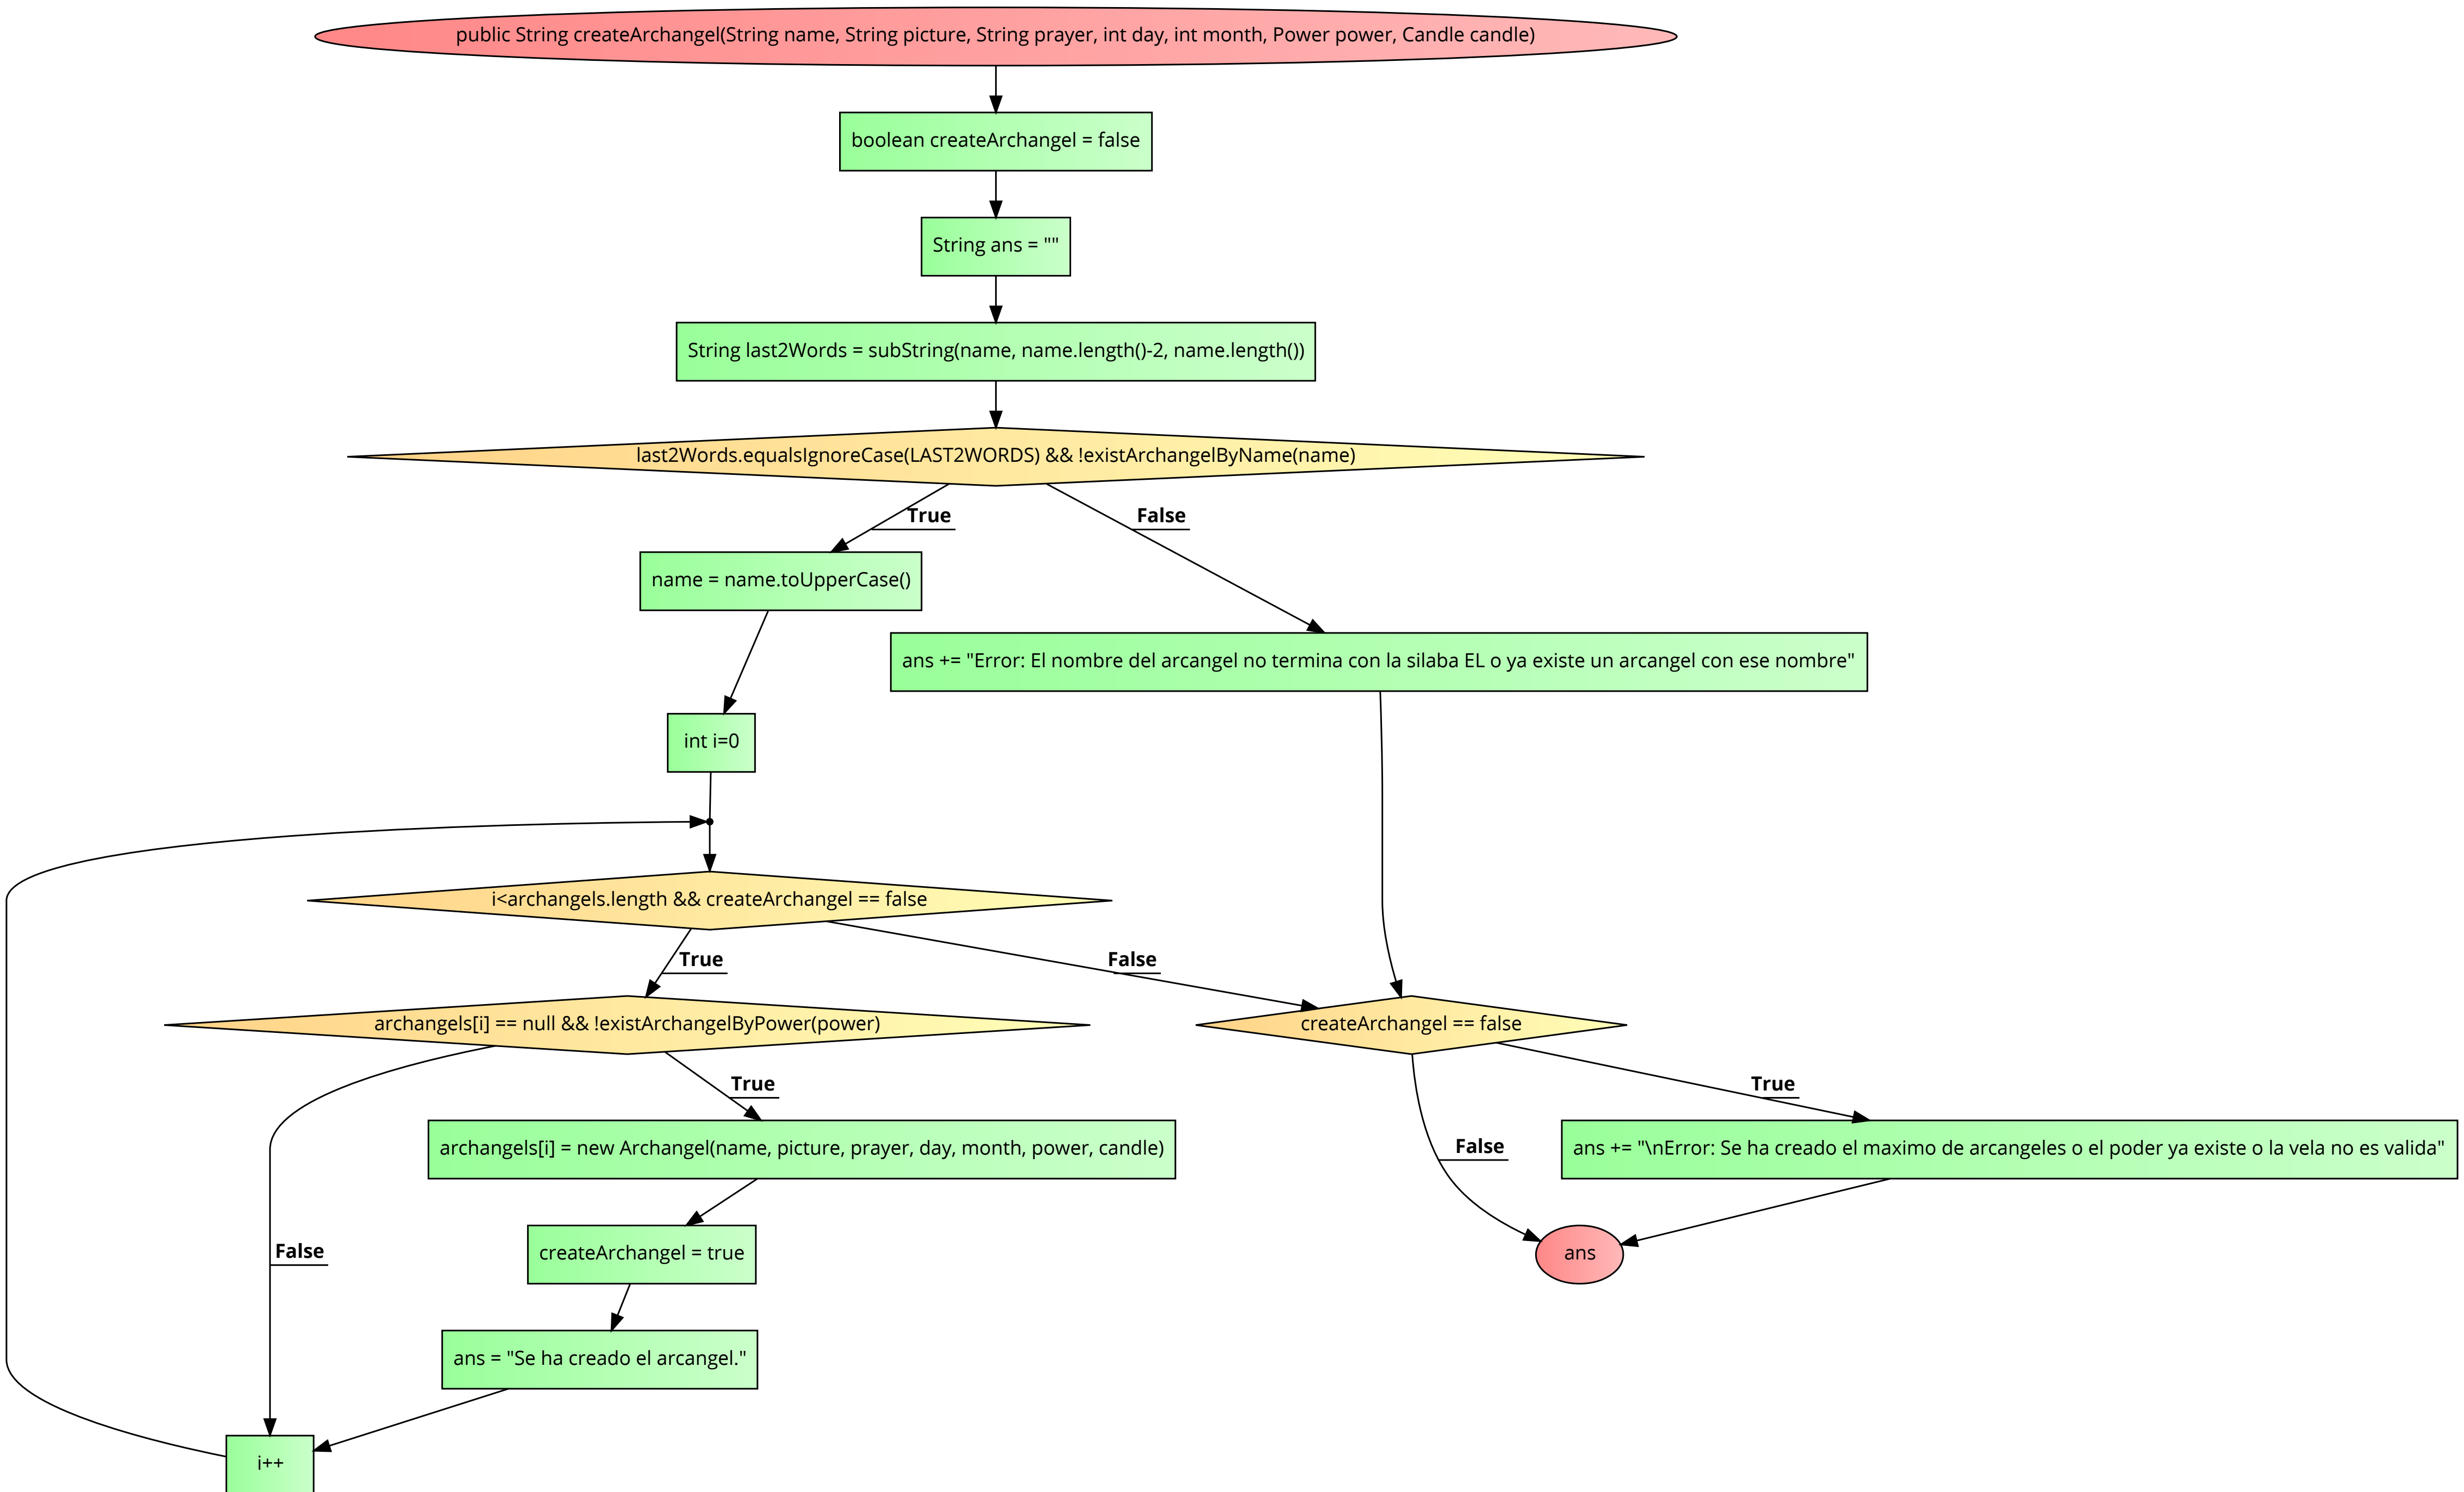 public String createArchangel(String name, String picture, String prayer, int day, int month, Power power, Candle candle)
boolean createArchangel = false
String ans = ""
String last2Words = subString(name, name.length()-2, name.length())
last2Words.equalsIgnoreCase(LAST2WORDS) && !existArchangelByName(name)
True
False
name = name.toUpperCase()
ans += "Error: El nombre del arcangel no termina con la silaba EL o ya existe un arcangel con ese nombre"
int i=0
i<archangels.length && createArchangel == false
True
False
archangels[i] == null && !existArchangelByPower(power)
createArchangel == false
True
True
archangels[i] = new Archangel(name, picture, prayer, day, month, power, candle)
False
ans += "\nError: Se ha creado el maximo de arcangeles o el poder ya existe o la vela no es valida"
False
createArchangel = true
ans
ans = "Se ha creado el arcangel."
i++